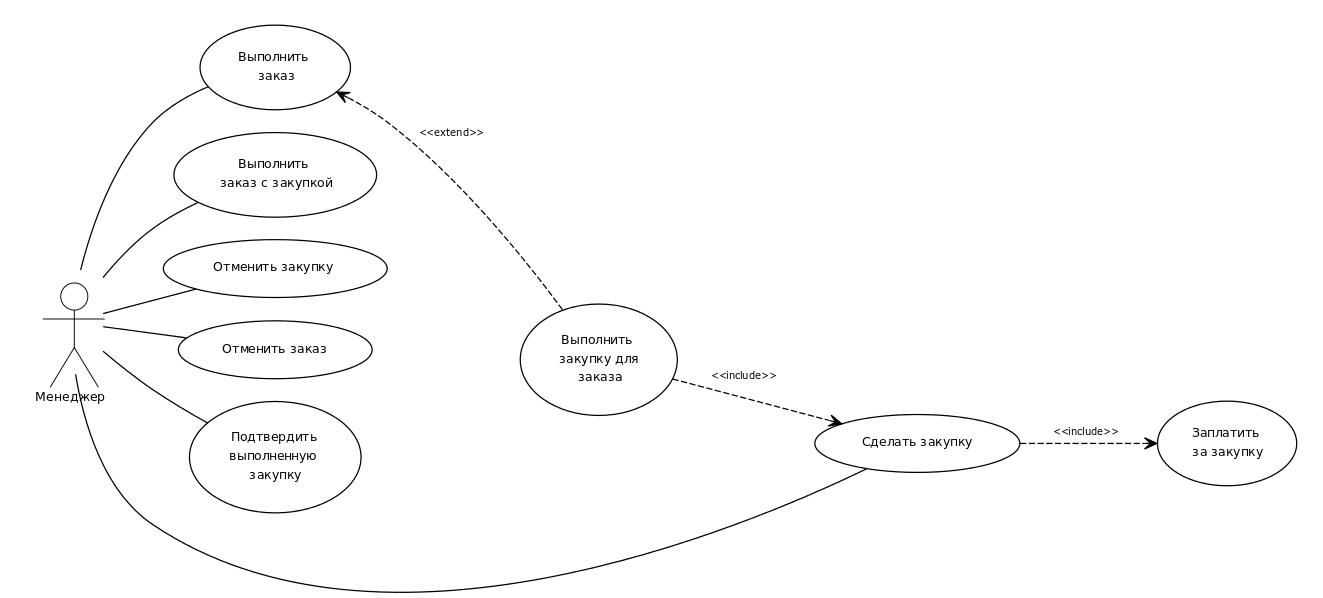 Выполнить
заказ
<<extend>>
Выполнить
заказ с закупкой
Отменить закупку
Отменить заказ
Менеджер
Подтвердить
выполненную
закупку
Выполнить
закупку для
заказа
<<include>>
Сделать закупку
<<include>>
Заплатить
за закупку